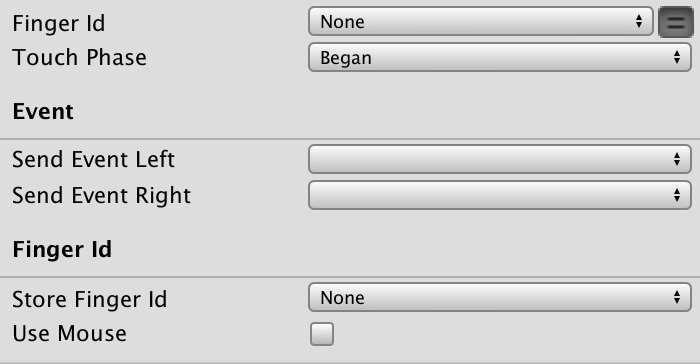 Finger Id None
Touch Phase Began
Event
Send Event Left
Send Event Right
Finger Id
Store Finger Id None
Use Mouse